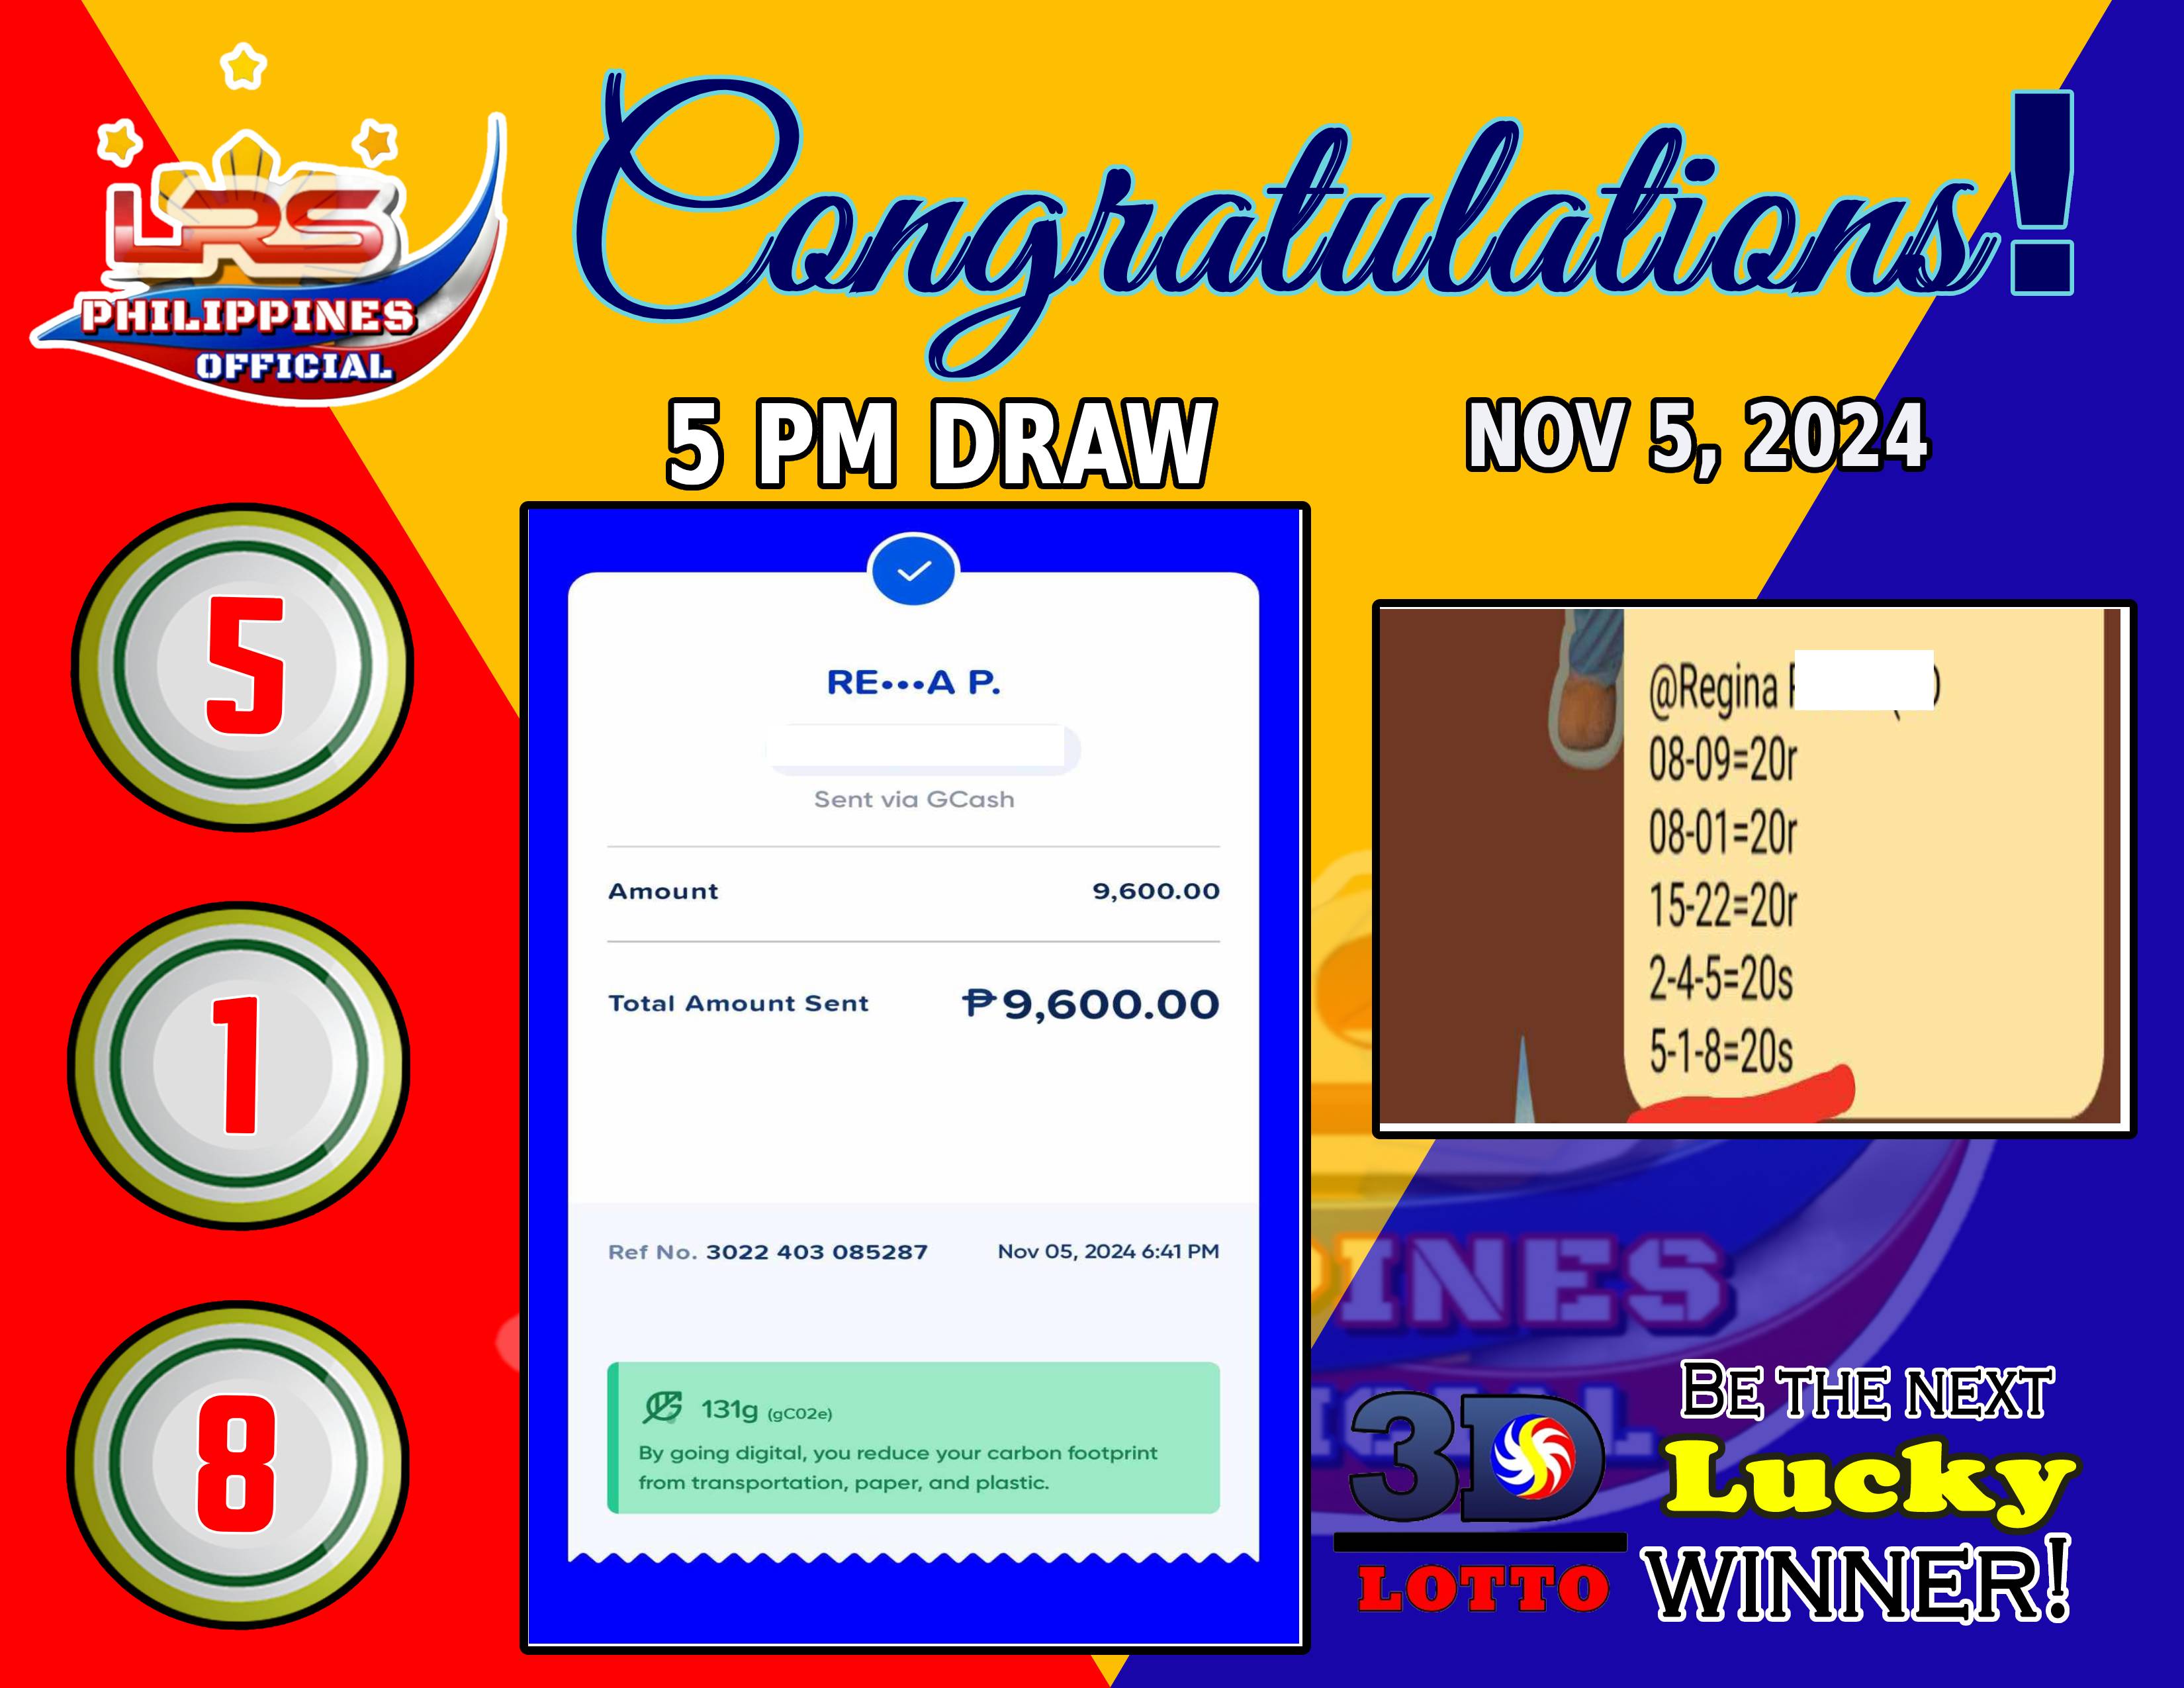 LRS
PHILIPPINES
OFFICIAL
Congratulations!
5 PM DRAW
NOV 5, 2024
5
1
8
RE•••A P.
Sent via GCash
Amount 9,600.00
Total Amount Sent ₱9,600.00
Ref No. 3022 403 085287 Nov 05, 2024 6:41 PM
131g (gC02e)
By going digital, you reduce your carbon footprint
from transportation, paper, and plastic.
@Regina
08-09=20r
08-01=20r
15-22=20r
2-4-5=20s
5-1-8=20s
PINES
3D
LOTTO
BE THE NEXT
Lucky
WINNER!